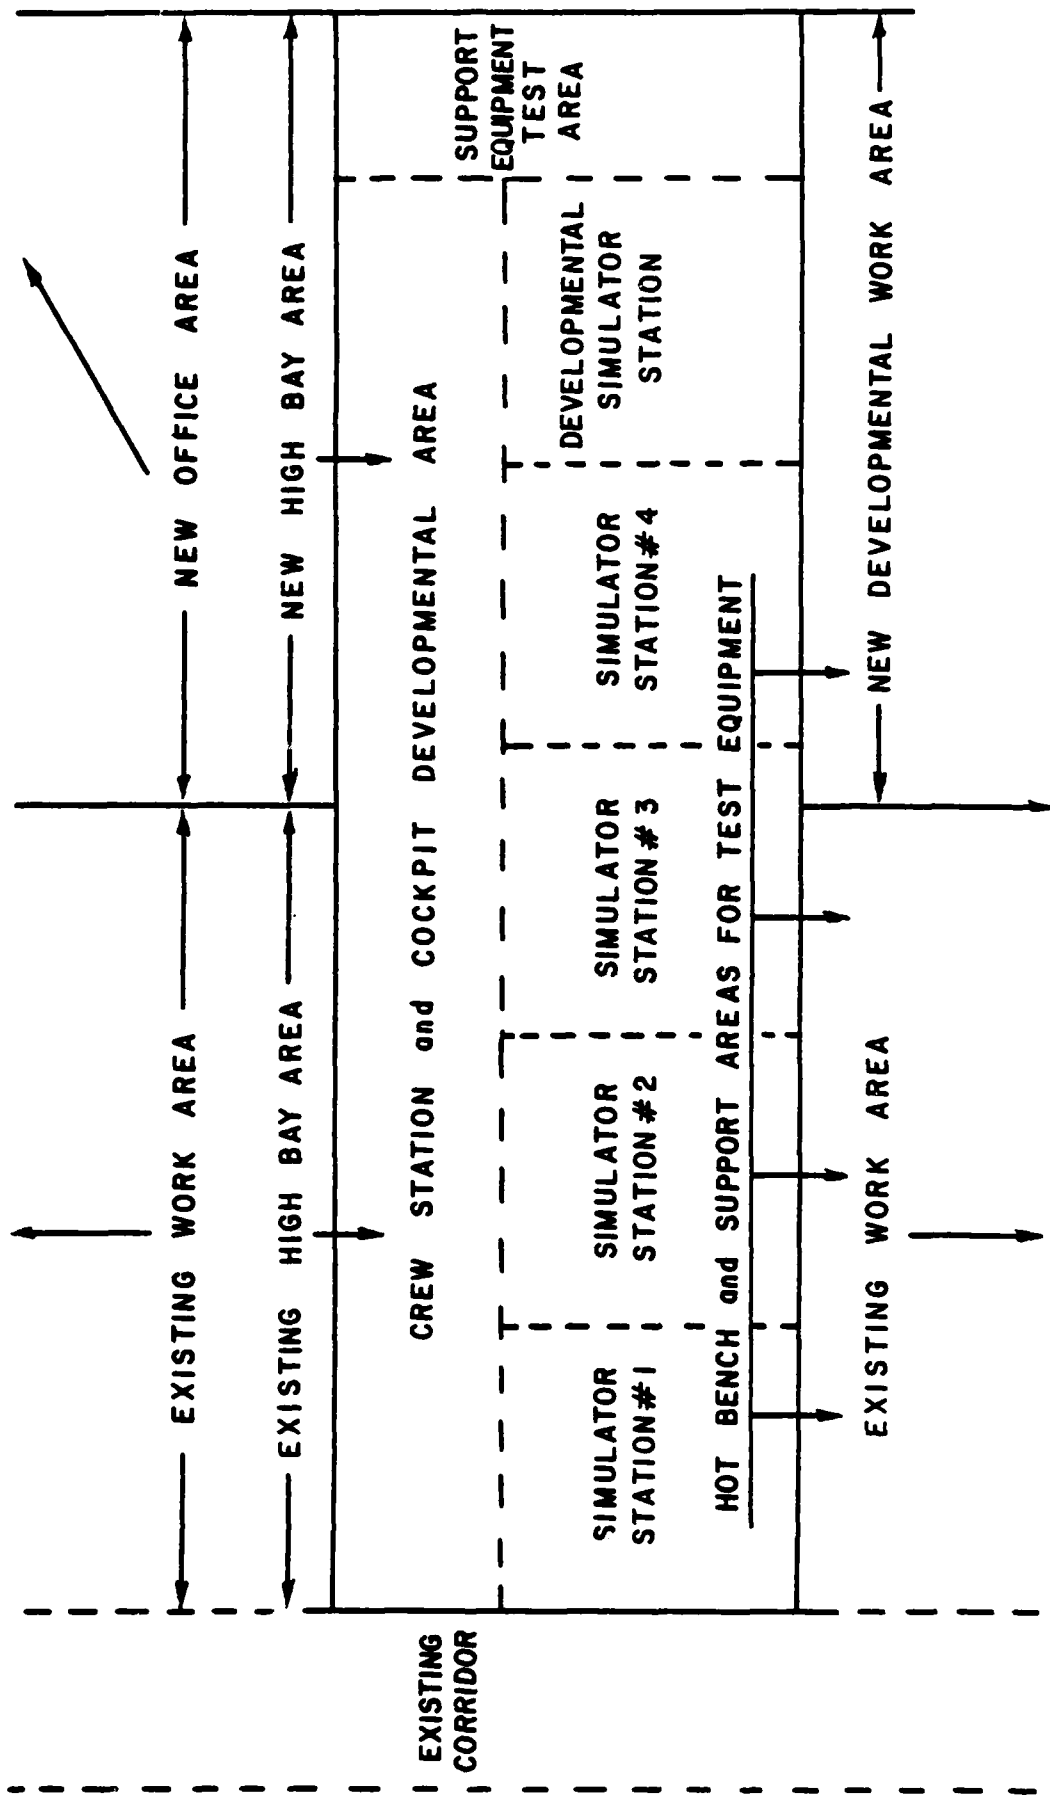 EXISTING WORK AREA
NEW OFFICE AREA
EXISTING HIGH BAY AREA
NEW HIGH BAY AREA
EXISTING
CORRIDOR
CREW STATION and COCKPIT DEVELOPMENTAL AREA
SUPPORT
EQUIPMENT
TEST
AREA
SIMULATOR
STATION#1
SIMULATOR
STATION#2
SIMULATOR
STATION#3
SIMULATOR
STATION#4
DEVELOPMENTAL
SIMULATOR
STATION
HOT BENCH and SUPPORT AREAS FOR TEST EQUIPMENT
EXISTING WORK AREA
NEW DEVELOPMENTAL WORK AREA